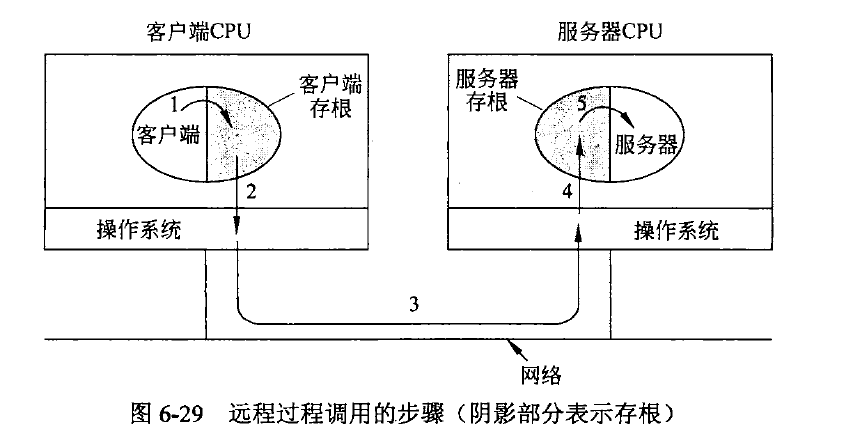 客户端CPU
服务器CPU
1
客户端
客户端
存根
2
操作系统
服务器
存根
5
服务器
4
操作系统
3
网络
图 6-29 远程过程调用的步骤（阴影部分表示存根）